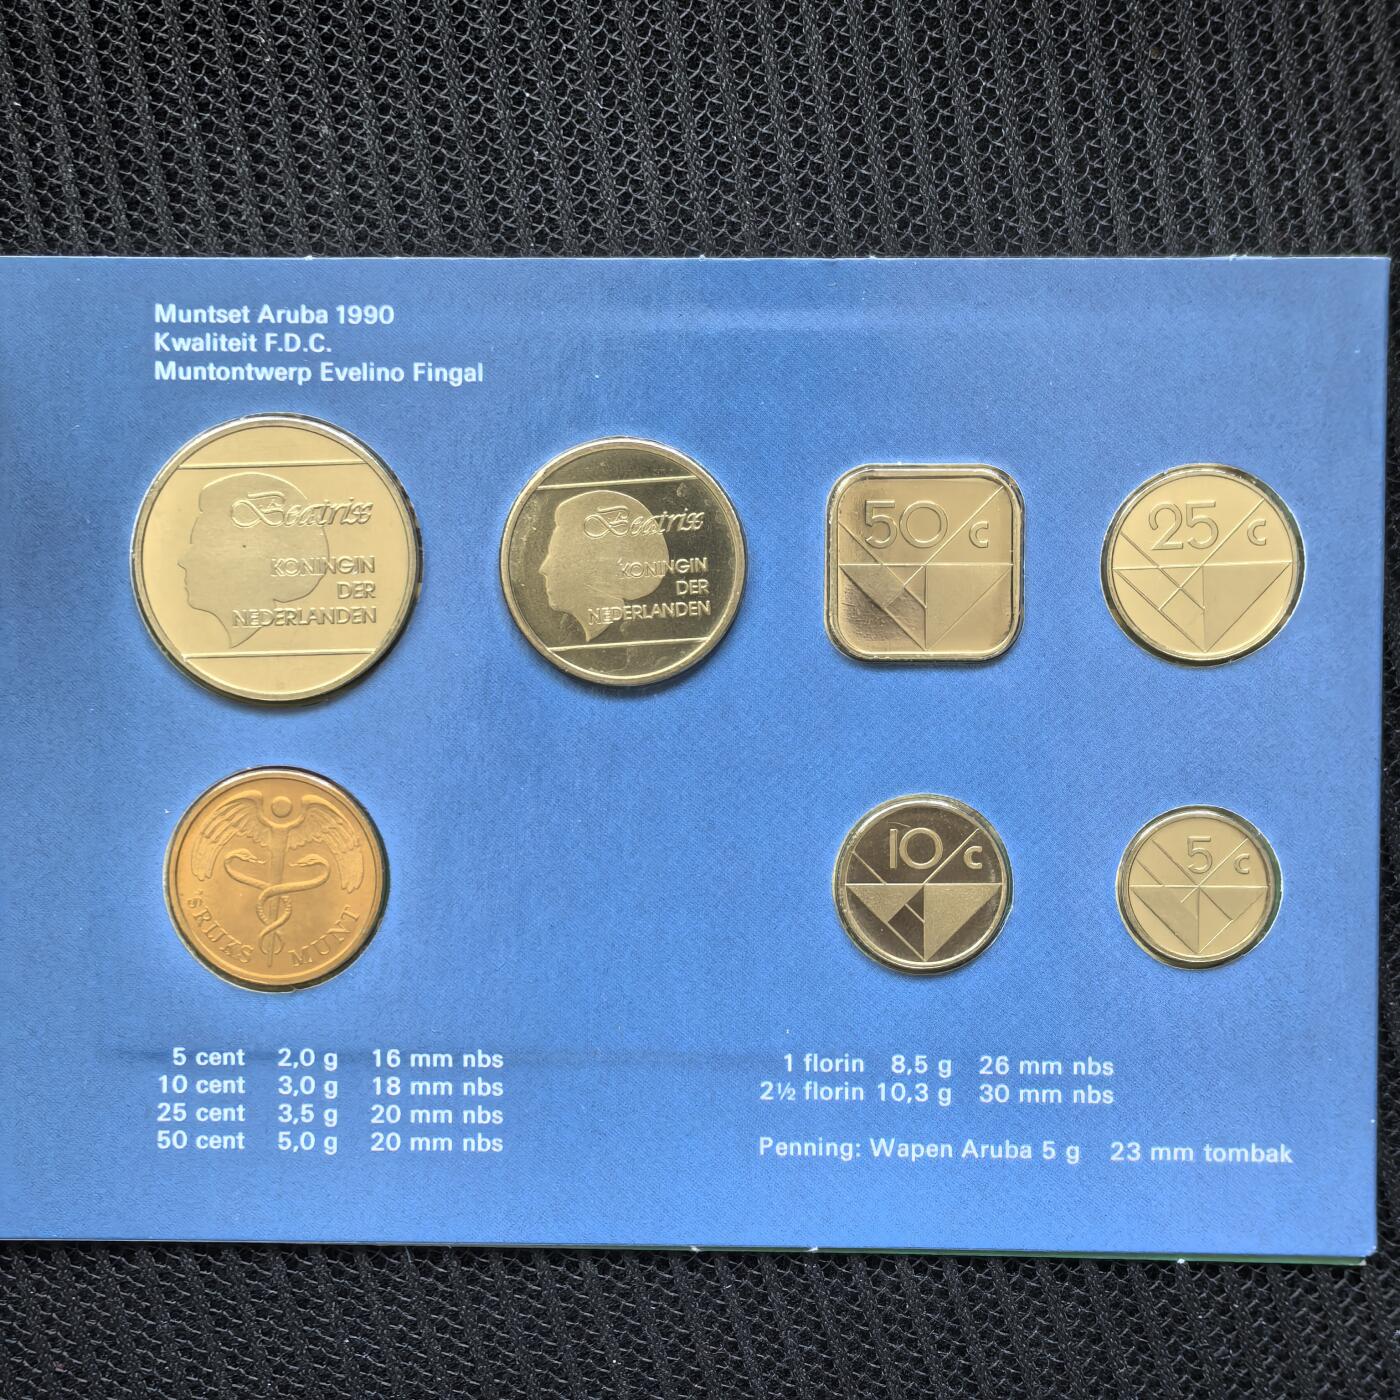 Muntset Aruba 1990
Kwaliteit F.D.C.
Muntontwerp Evelino Fingal
Beatrix
KONINGIN
DER
NEDERLANDEN
Beatrix
KONINGIN
DER
NEDERLANDEN
50 c
25 c
'S RIJKS MUNT
10 c
5 c
5 cent 2,0 g 16 mm nbs
10 cent 3,0 g 18 mm nbs
25 cent 3,5 g 20 mm nbs
50 cent 5,0 g 20 mm nbs
1 florin 8,5 g 26 mm nbs
2½ florin 10,3 g 30 mm nbs
Penning: Wapen Aruba 5 g 23 mm tombak